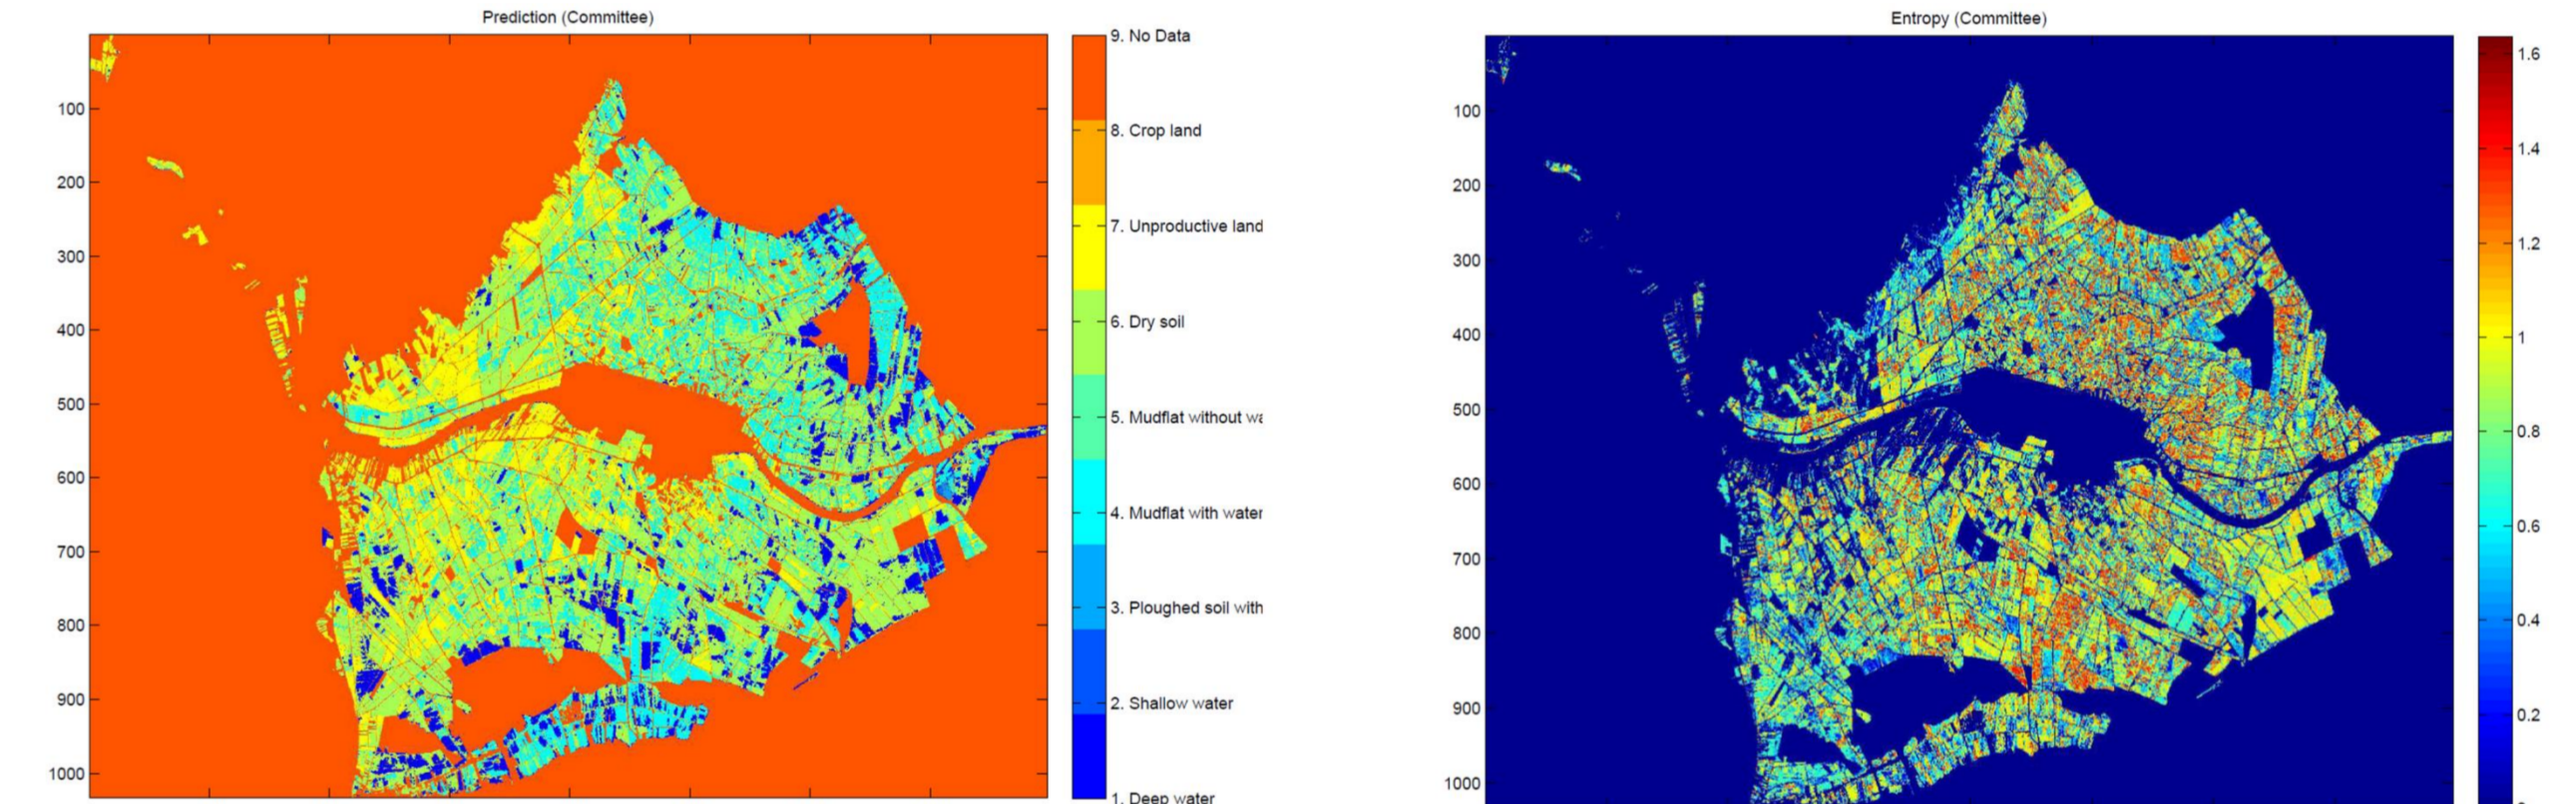 Prediction (Committee)
100
200
300
400
500
600
700
800
900
1000
9. No Data
8. Crop land
7. Unproductive land
6. Dry soil
5. Mudflat without wa
4. Mudflat with water
3. Ploughed soil with
2. Shallow water
1. Deep water
Entropy (Committee)
100
200
300
400
500
600
700
800
900
1000
1.6
1.4
1.2
1
0.8
0.6
0.4
0.2